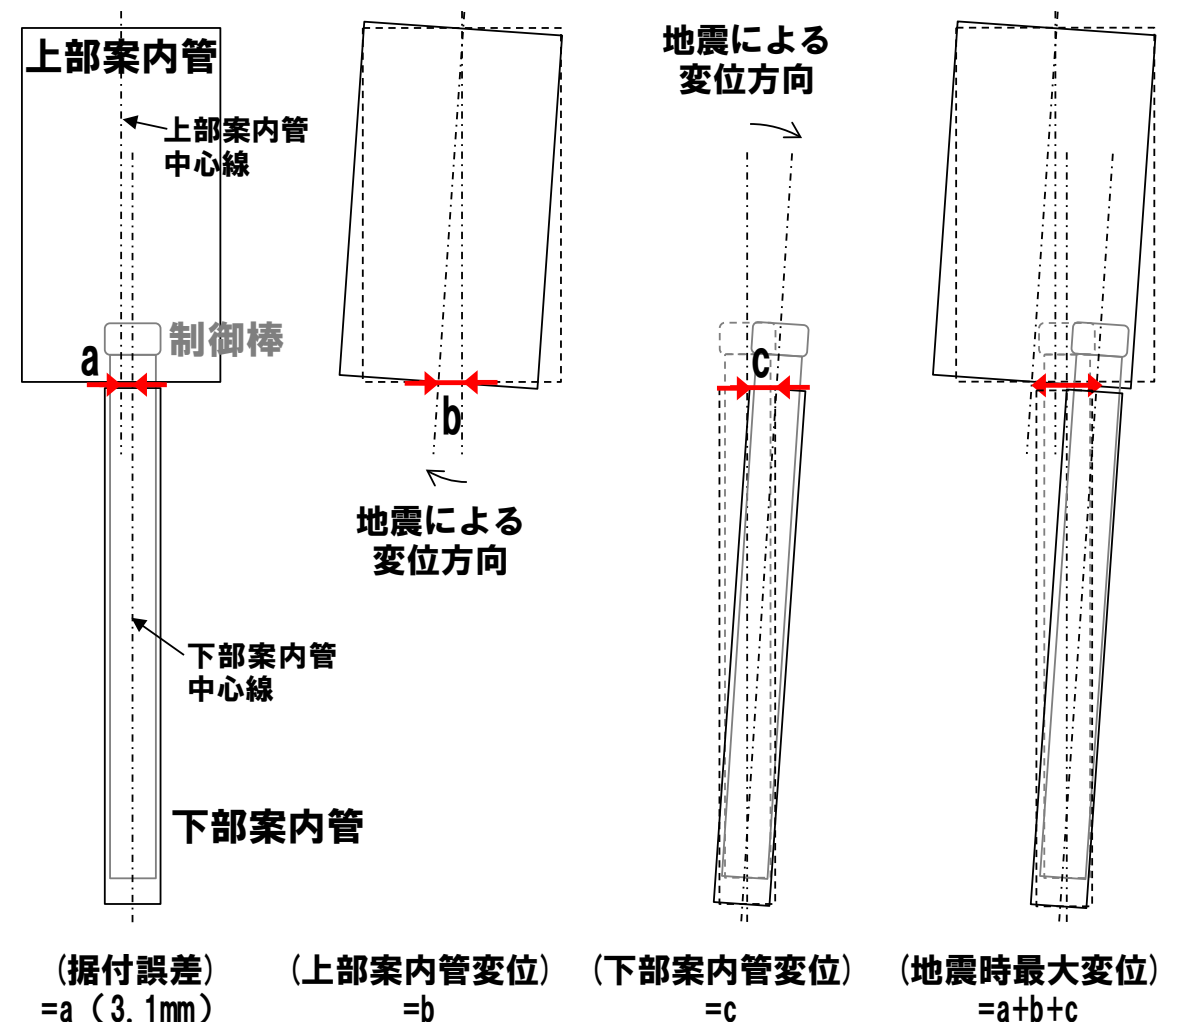 上部案内管
上部案内管
中心線
制御棒
a
下部案内管
中心線
下部案内管
(据付誤差)
=a(3.1mm)
b
地震による
変位方向
(上部案内管変位)
=b
地震による
変位方向
c
(下部案内管変位)
=c
(地震時最大変位)
=a+b+c